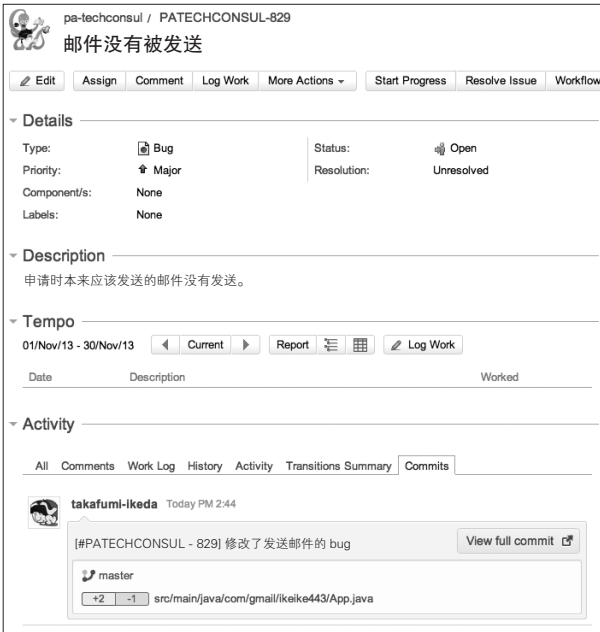 pa-techconsul / PATECHCONSUL-829
邮件没有被发送
Edit Assign Comment Log Work More Actions Start Progress Resolve Issue Workflow
Details
Type: Bug Status: Open
Priority: Major Resolution: Unresolved
Component/s: None
Labels: None
Description
申请时本来应该发送的邮件没有发送。
Tempo
01/Nov/13 - 30/Nov/13 Current Report Log Work
Date Description Worked
Activity
All Comments Work Log History Activity Transitions Summary Commits
takafumi-ikeda Today PM 2:44
[#PATECHCONSUL - 829] 修改了发送邮件的 bug View full commit
master
+2 -1 src/main/java/com/gmail/ikeike443/App.java